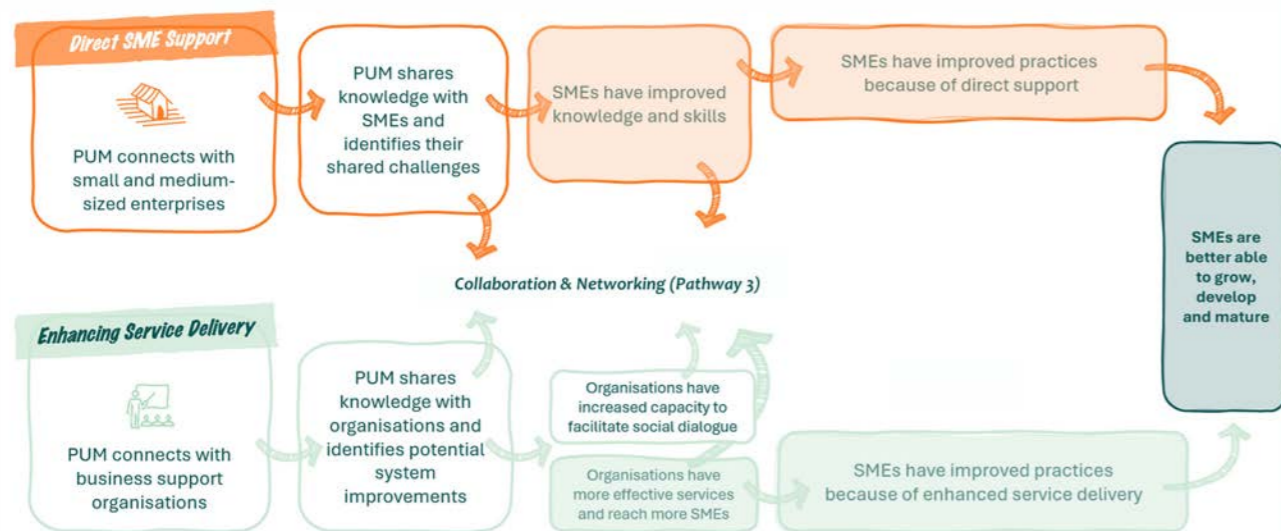 Direct SME Support
PUM connects with
small and medium-
sized enterprises
PUM shares
knowledge with
SMEs and
identifies their
shared challenges
SMEs have improved
knowledge and skills
SMEs have improved practices
because of direct support
SMEs are
better able
to grow,
develop
and mature
Collaboration & Networking (Pathway 3)
Enhancing Service Delivery
PUM connects with
business support
organisations
PUM shares
knowledge with
organisations and
identifies potential
system
improvements
Organisations have
increased capacity to
facilitate social dialogue
Organisations have
more effective services
and reach more SMEs
SMEs have improved practices
because of enhanced service delivery